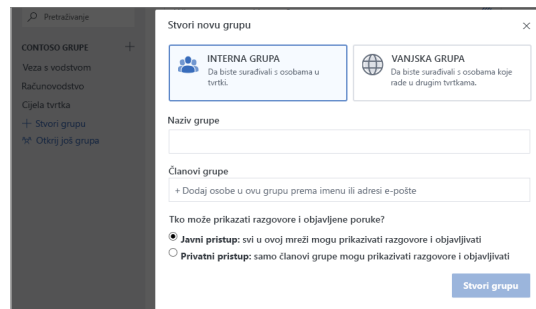 Pretraživanje
CONTOSO GRUPE +
Veza s vodstvom
Računovodstvo
Cijela tvrtka
+ Stvori grupu
Otkrij još grupa
Stvori novu grupu
INTERNA GRUPA
Da biste surađivali s osobama u
tvrtki.
VANJSKA GRUPA
Da biste surađivali s osobama koje
rade u drugim tvrtkama.
Naziv grupe
Članovi grupe
+ Dodaj osobe u ovu grupu prema imenu ili adresi e-pošte
Tko može prikazati razgovore i objavljene poruke?
Javni pristup: svi u ovoj mreži mogu prikazivati razgovore i objavljivati
Privatni pristup: samo članovi grupe mogu prikazivati razgovore i objavljivati
Stvori grupu